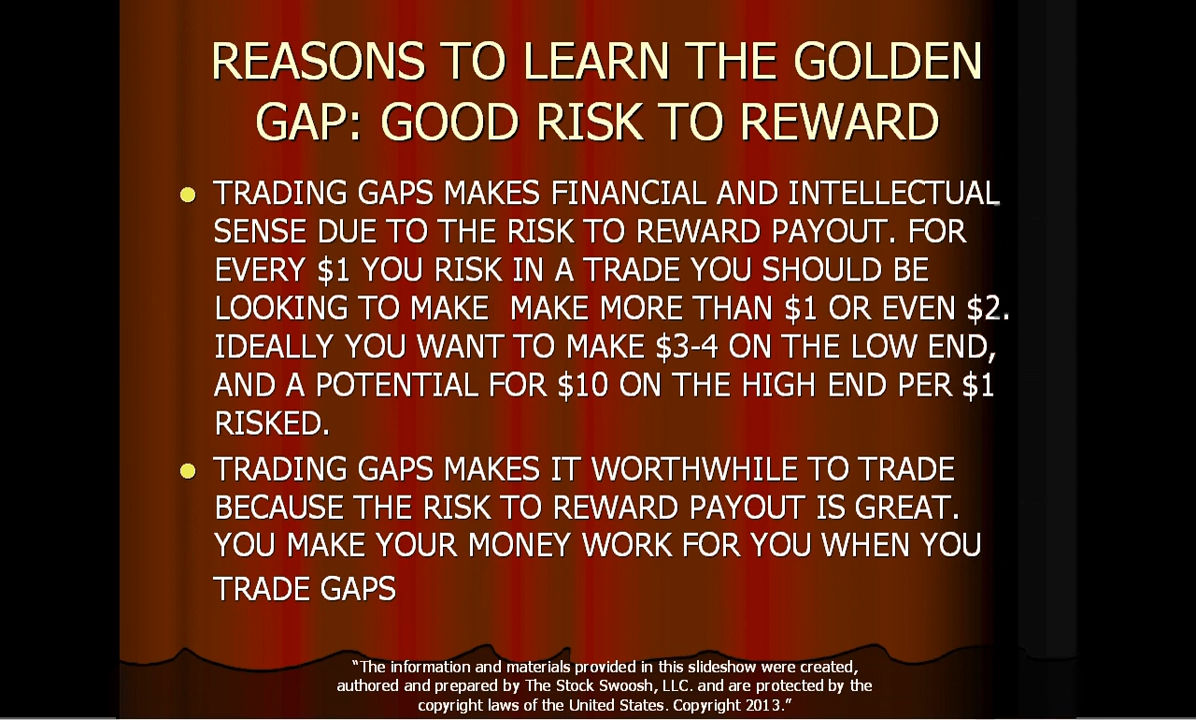 REASONS TO LEARN THE GOLDEN
GAP: GOOD RISK TO REWARD
TRADING GAPS MAKES FINANCIAL AND INTELLECTUAL
SENSE DUE TO THE RISK TO REWARD PAYOUT. FOR
EVERY $1 YOU RISK IN A TRADE YOU SHOULD BE
LOOKING TO MAKE  MAKE MORE THAN $1 OR EVEN $2.
IDEALLY YOU WANT TO MAKE $3-4 ON THE LOW END,
AND A POTENTIAL FOR $10 ON THE HIGH END PER $1
RISKED.
TRADING GAPS MAKES IT WORTHWHILE TO TRADE
BECAUSE THE RISK TO REWARD PAYOUT IS GREAT.
YOU MAKE YOUR MONEY WORK FOR YOU WHEN YOU
TRADE GAPS
“The information and materials provided in this slideshow were created,
authored and prepared by The Stock Swoosh, LLC. and are protected by the
copyright laws of the United States. Copyright 2013.”